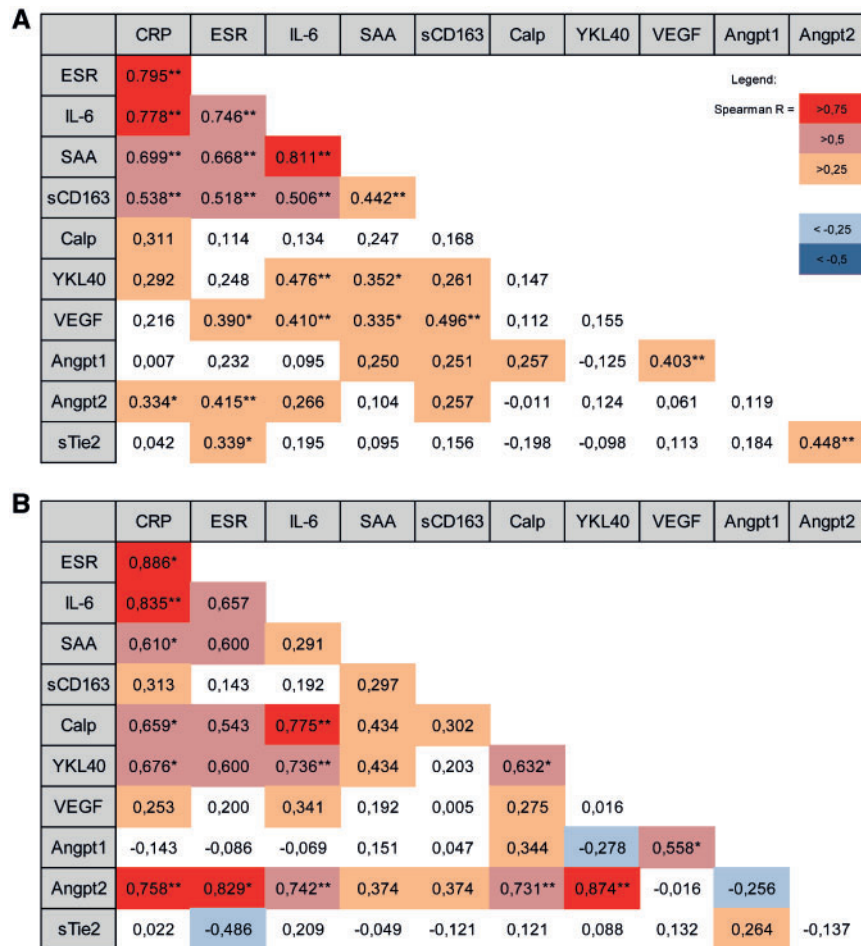 A
CRP ESR IL-6 SAA sCD163 Calp YKL40 VEGF Angpt1 Angpt2
ESR 0.795**
Legend:
IL-6 0.778** 0.746**
Spearman R = >0,75
SAA 0.699** 0.668** 0.811**
>0,5
sCD163 0.538** 0.518** 0.506** 0.442**
>0,25
Calp 0,311 0,114 0,134 0,247 0,168
< -0,25
YKL40 0,292 0,248 0.476** 0.352* 0,261 0,147
< -0,5
VEGF 0,216 0.390* 0.410** 0.335* 0.496** 0,112 0,155
Angpt1 0,007 0,232 0,095 0,250 0,251 0,257 -0,125 0.403**
Angpt2 0.334* 0.415** 0,266 0,104 0,257 -0,011 0,124 0,061 0,119
sTie2 0,042 0.339* 0,195 0,095 0,156 -0,198 -0,098 0,113 0,184 0.448**
B
CRP ESR IL-6 SAA sCD163 Calp YKL40 VEGF Angpt1 Angpt2
ESR 0,886*
IL-6 0,835** 0,657
SAA 0,610* 0,600 0,291
sCD163 0,313 0,143 0,192 0,297
Calp 0,659* 0,543 0,775** 0,434 0,302
YKL40 0,676* 0,600 0,736** 0,434 0,203 0,632*
VEGF 0,253 0,200 0,341 0,192 0,005 0,275 0,016
Angpt1 -0,143 -0,086 -0,069 0,151 0,047 0,344 -0,278 0,558*
Angpt2 0,758** 0,829* 0,742** 0,374 0,374 0,731** 0,874** -0,016 -0,256
sTie2 0,022 -0,486 0,209 -0,049 -0,121 0,121 0,088 0,132 0,264 -0,137